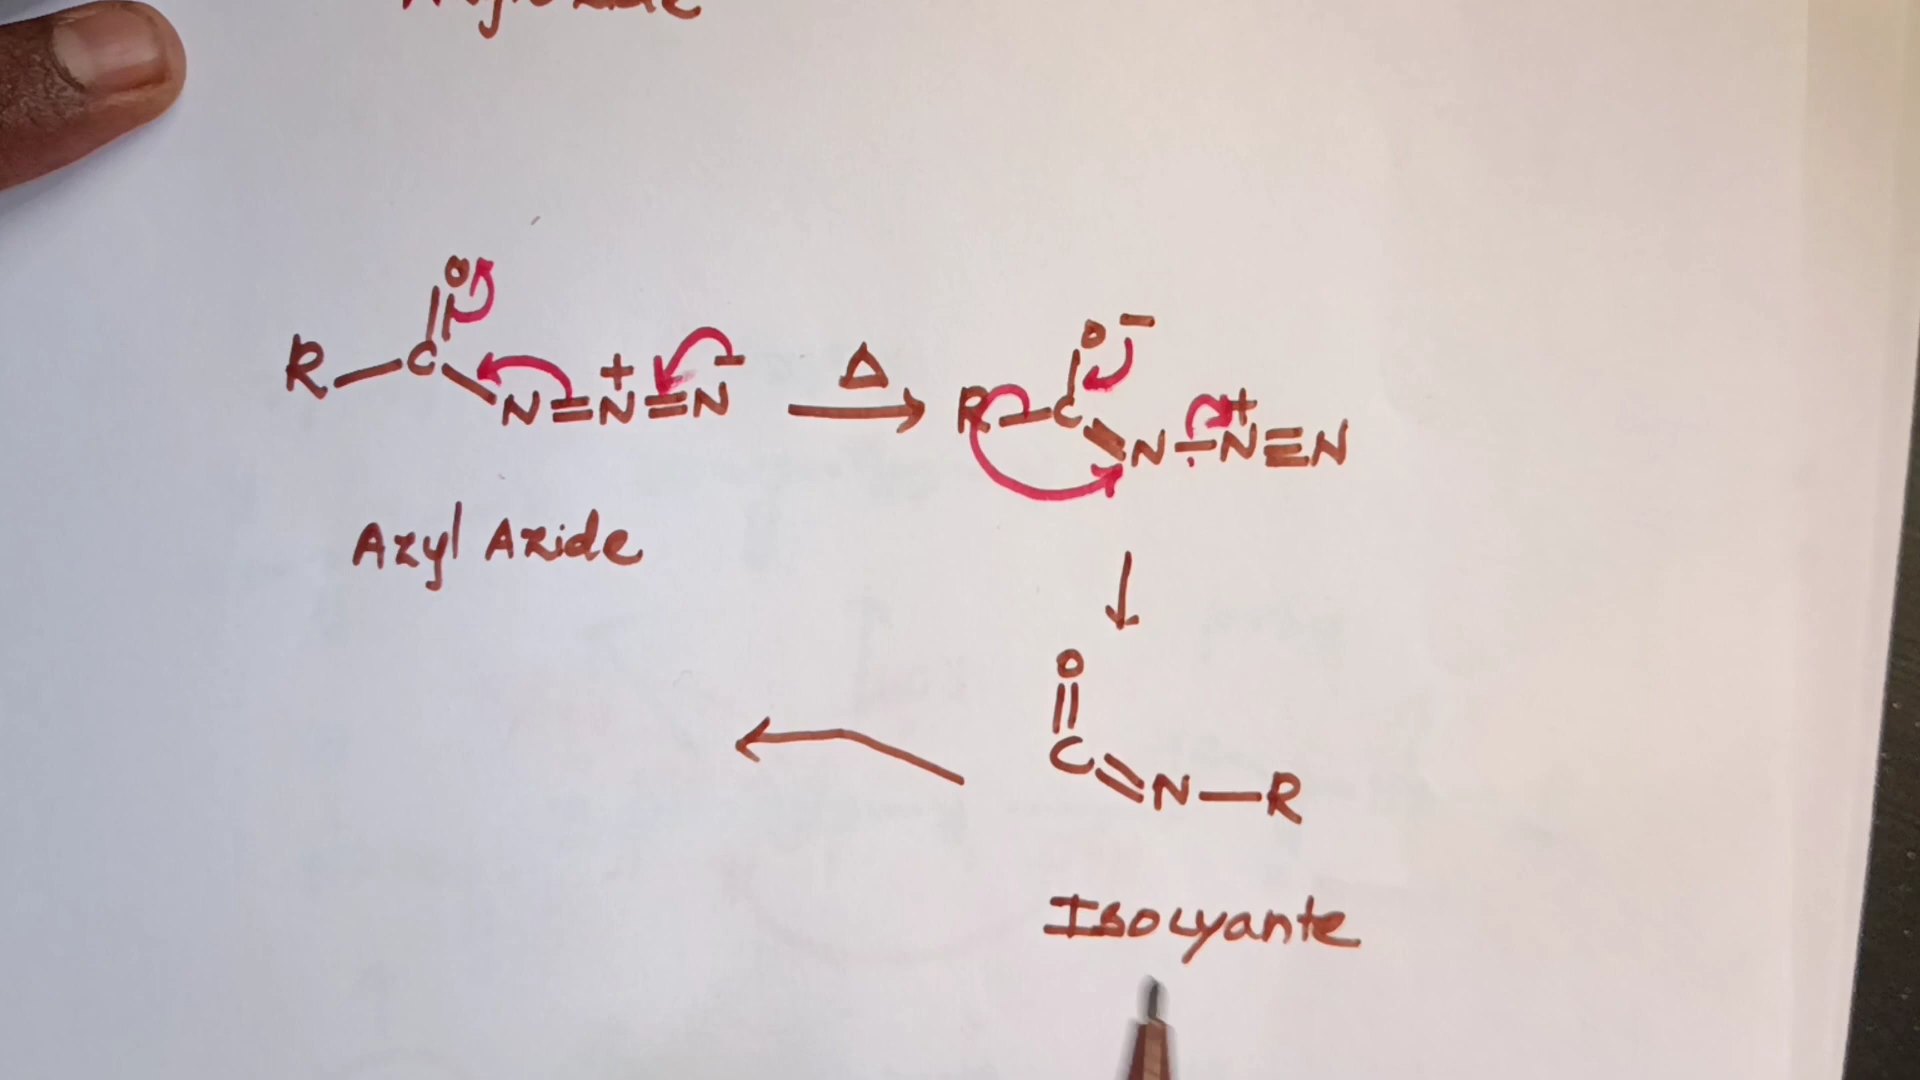 R-C(=O)-N=N⁺=N⁻
Δ
R-C(-O⁻)=N-N⁺≡N
Azyl Azide
O=C=N-R
Isocyante